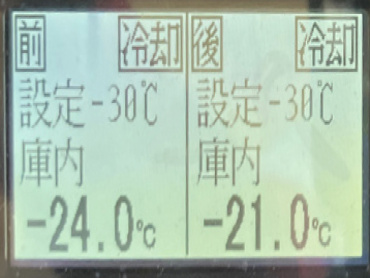 前 冷却
設定-30℃
庫内
-24.0℃
後 冷却
設定-30℃
庫内
-21.0℃